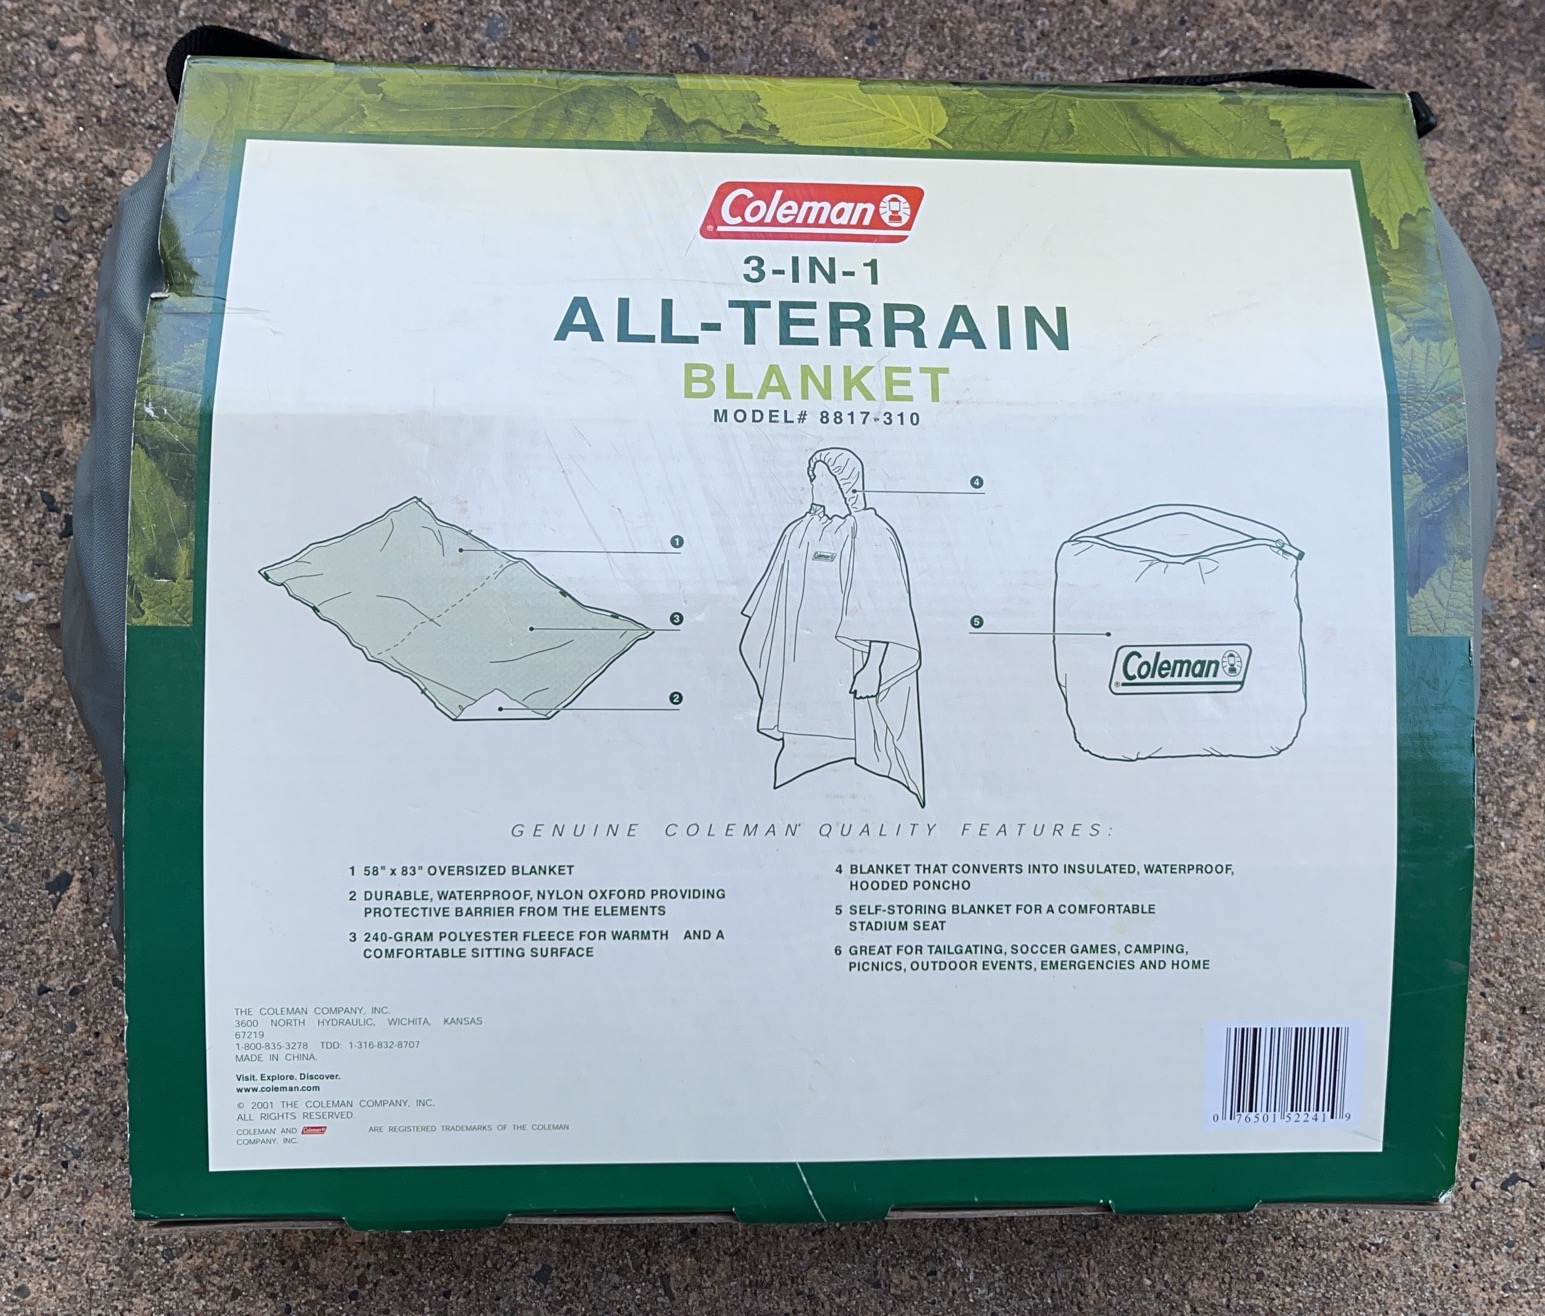 Coleman
3-IN-1
ALL-TERRAIN
BLANKET
MODEL# 8817-310
4
1
3
2
5
Coleman
Coleman
GENUINE COLEMAN® QUALITY FEATURES:
1 58" x 83" OVERSIZED BLANKET
2 DURABLE, WATERPROOF, NYLON OXFORD PROVIDING
PROTECTIVE BARRIER FROM THE ELEMENTS
3 240-GRAM POLYESTER FLEECE FOR WARMTH AND A
COMFORTABLE SITTING SURFACE
4 BLANKET THAT CONVERTS INTO INSULATED, WATERPROOF,
HOODED PONCHO
5 SELF-STORING BLANKET FOR A COMFORTABLE
STADIUM SEAT
6 GREAT FOR TAILGATING, SOCCER GAMES, CAMPING,
PICNICS, OUTDOOR EVENTS, EMERGENCIES AND HOME
THE COLEMAN COMPANY, INC.
3600 NORTH HYDRAULIC, WICHITA, KANSAS
67219
1-800-835-3278 TDD: 1-316-832-8707
MADE IN CHINA.
Visit. Explore. Discover.
www.coleman.com
© 2001 THE COLEMAN COMPANY, INC.
ALL RIGHTS RESERVED.
COLEMAN® AND Coleman ARE REGISTERED TRADEMARKS OF THE COLEMAN
COMPANY, INC.
0 76501 52241 9